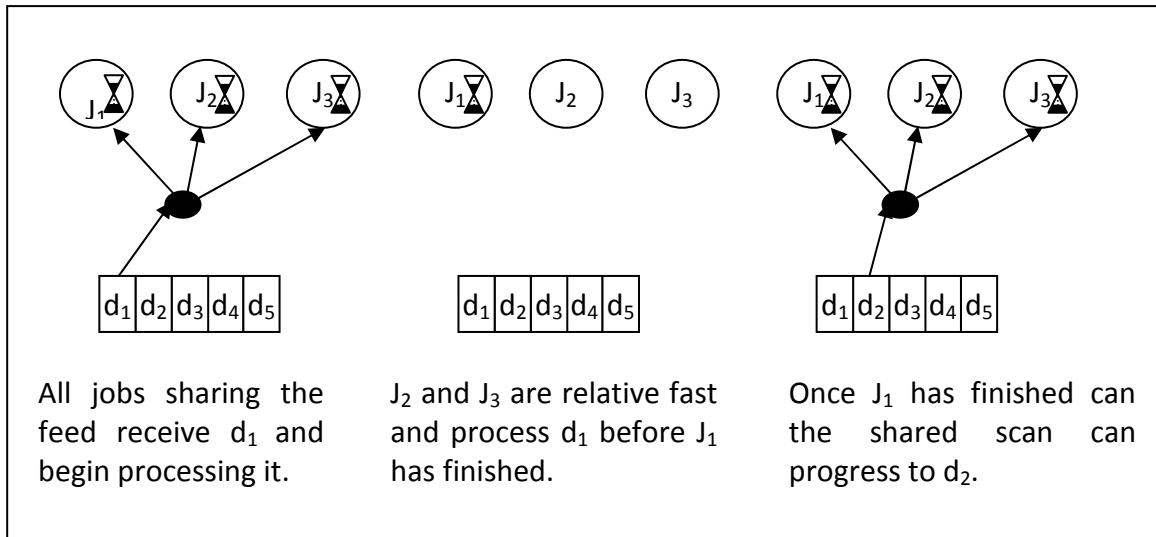 J₁ J₂ J₃ J₁ J₂ J₃ J₁ J₂ J₃
d₁ d₂ d₃ d₄ d₅ d₁ d₂ d₃ d₄ d₅ d₁ d₂ d₃ d₄ d₅
All jobs sharing the
feed receive d₁ and
begin processing it.
J₂ and J₃ are relative fast
and process d₁ before J₁
has finished.
Once J₁ has finished can
the shared scan can
progress to d₂.